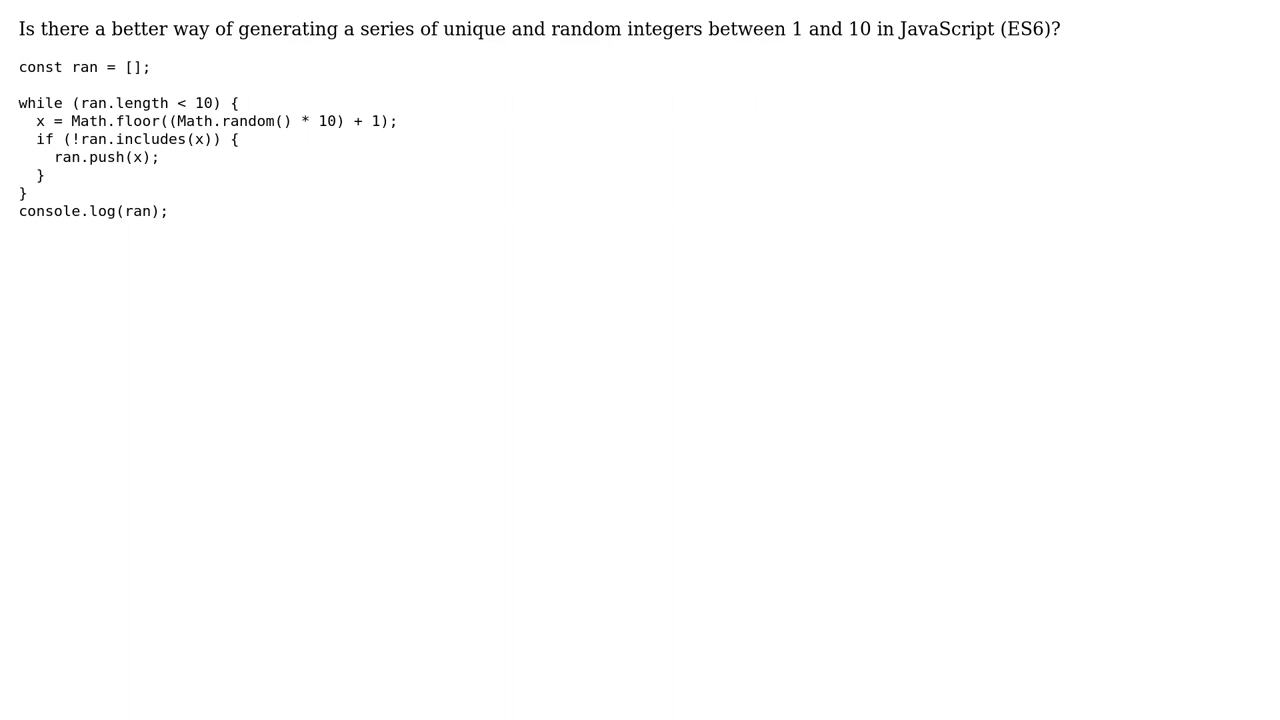 Is there a better way of generating a series of unique and random integers between 1 and 10 in JavaScript (ES6)?
const ran = [];
while (ran.length < 10) {
  x = Math.floor((Math.random() * 10) + 1);
  if (!ran.includes(x)) {
    ran.push(x);
  }
}
console.log(ran);